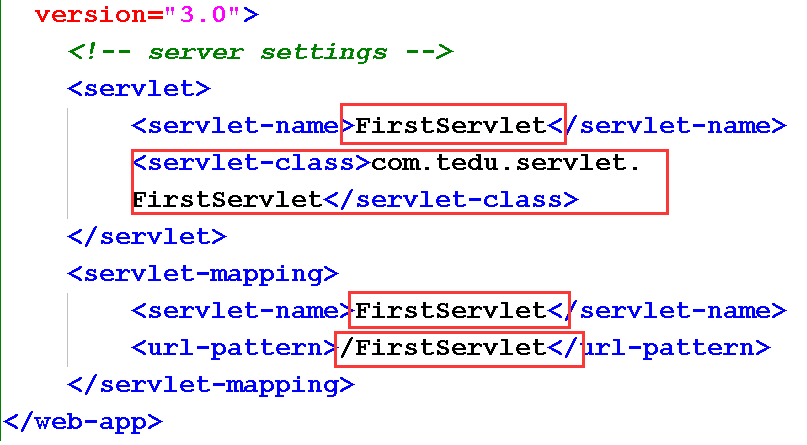 version="3.0">
<!-- server settings -->
<servlet>
<servlet-name>FirstServlet</servlet-name>
<servlet-class>com.tedu.servlet.
FirstServlet</servlet-class>
</servlet>
<servlet-mapping>
<servlet-name>FirstServlet</servlet-name>
<url-pattern>/FirstServlet</url-pattern>
</servlet-mapping>
</web-app>